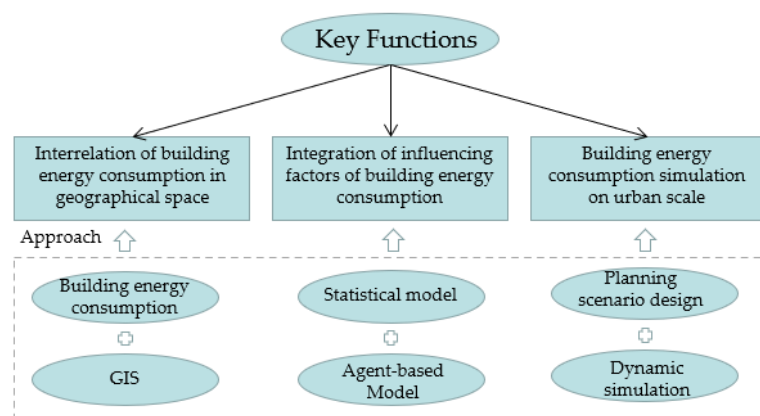 Key Functions
Interrelation of building
energy consumption in
geographical space
Integration of influencing
factors of building energy
consumption
Building energy
consumption simulation
on urban scale
Approach
Building energy
consumption
Statistical model
Planning
scenario design
GIS
Agent-based
Model
Dynamic
simulation